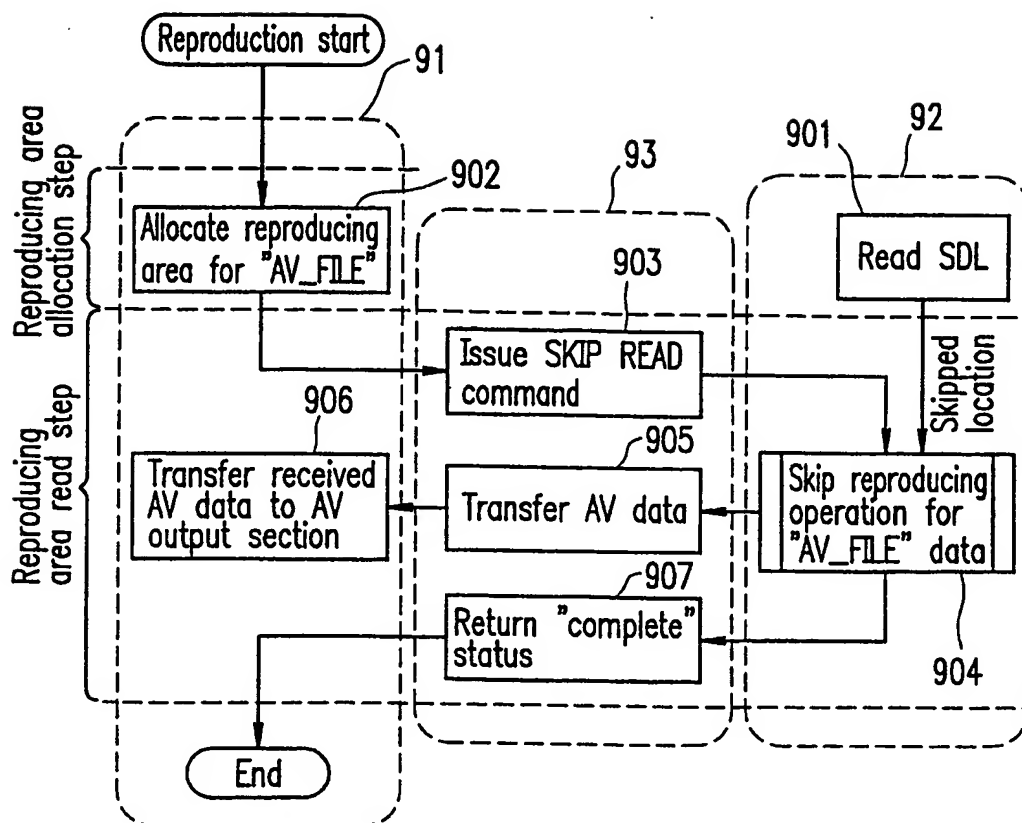 Reproduction start
91
92
93
901
902
Reproducing area
allocation step
Allocate reproducing
area for "AV_FILE"
Read SDL
903
Issue SKIP READ
command
Skipped
location
906
905
Reproducing
area read step
Transfer received
AV data to AV
output section
Transfer AV data
Skip reproducing
operation for
"AV_FILE" data
907
Return "complete"
status
904
End